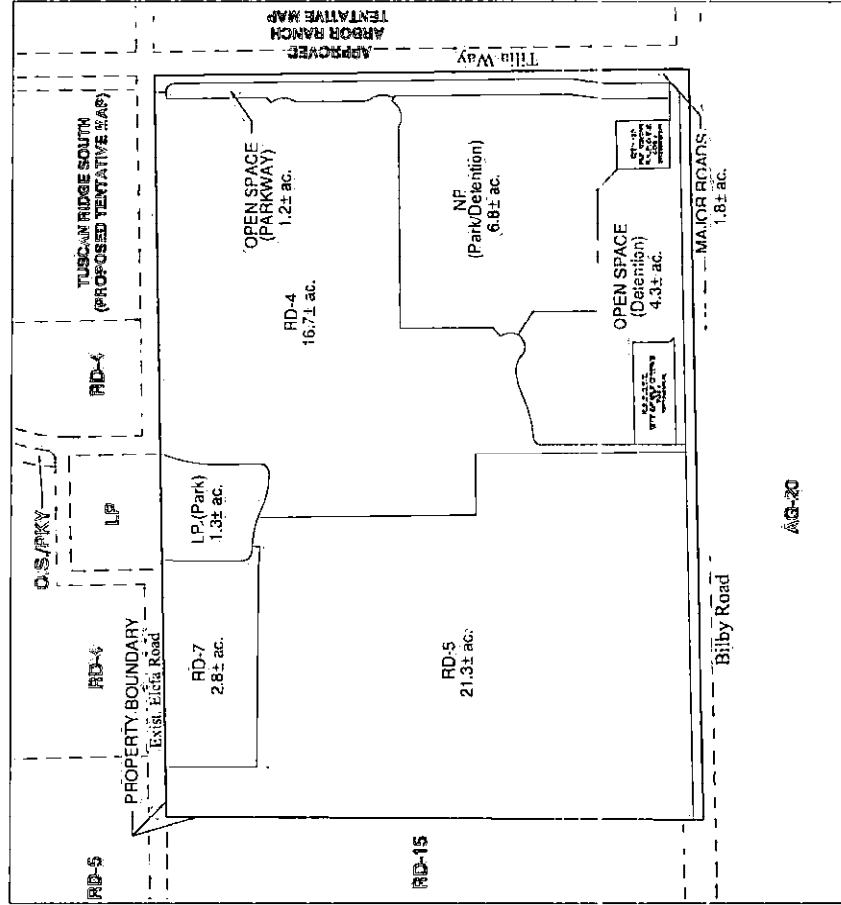 APPROVED
ARBOR RANCH
TENTATIVE MAP
Tilia Way
TUSCAN RIDGE SOUTH
(PROPOSED TENTATIVE MAP)
RD-4
O.S./PKY
LP
RD-4
RD-5
PROPERTY BOUNDARY
Exist.
Road
OPEN SPACE
(PARKWAY)
1.2± ac.
RD-4
16.7± ac.
NP
(Park/Detention)
6.8± ac.
LP (Park)
1.3± ac.
RD-7
2.8± ac.
RD-5
21.3± ac.
OPEN SPACE
(Detention)
4.3± ac.
MAJOR ROADS
1.8± ac.
RD-15
Bilby Road
AG-20